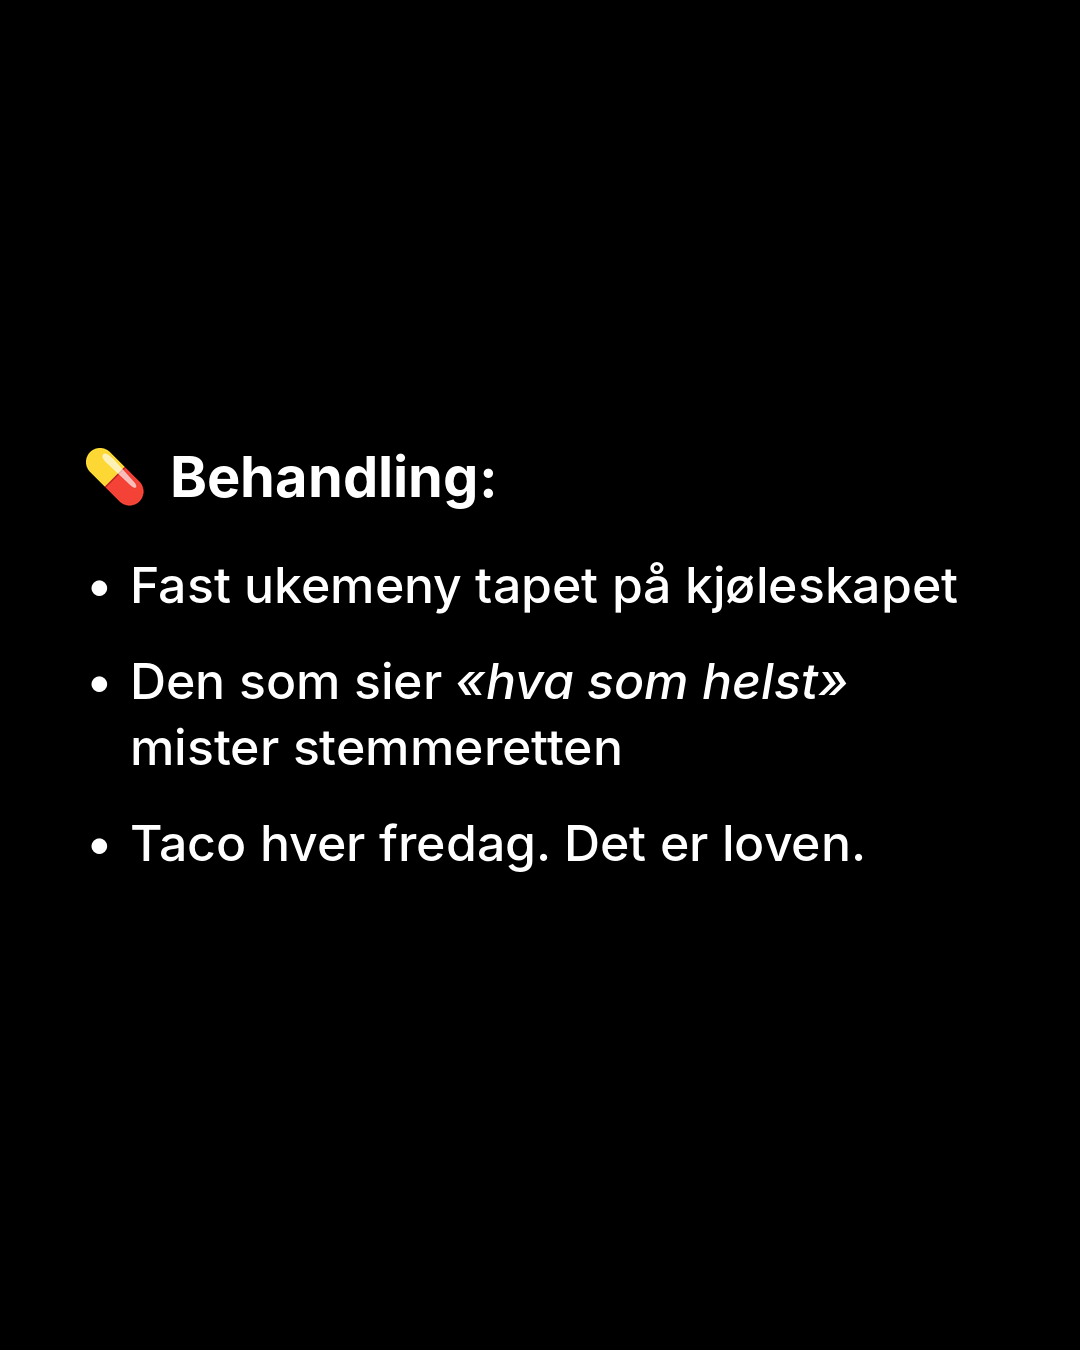 💊 Behandling:
• Fast ukemeny tapet på kjøleskapet
• Den som sier «hva som helst»
mister stemmeretten
• Taco hver fredag. Det er loven.